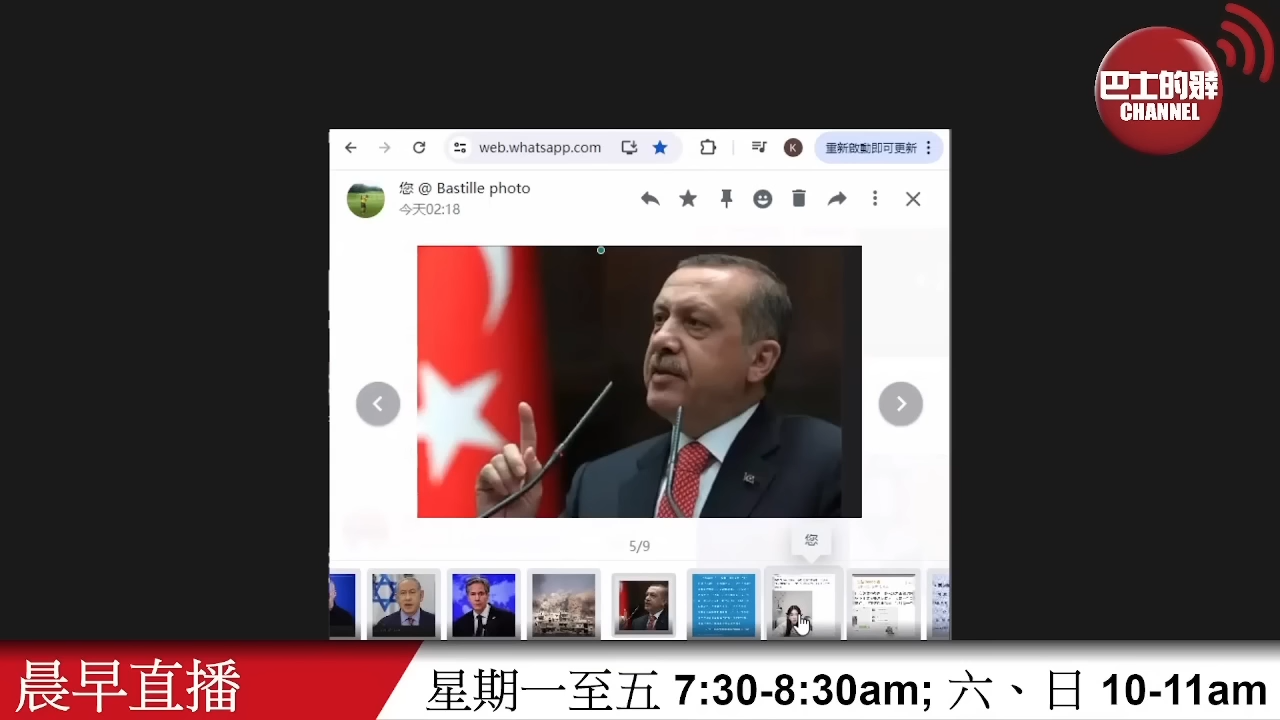 巴士的報
CHANNEL
web.whatsapp.com
K
重新啟動即可更新
您 @ Bastille photo
今天02:18
5/9
您
晨早直播
星期一至五 7:30-8:30am; 六、日 10-11am